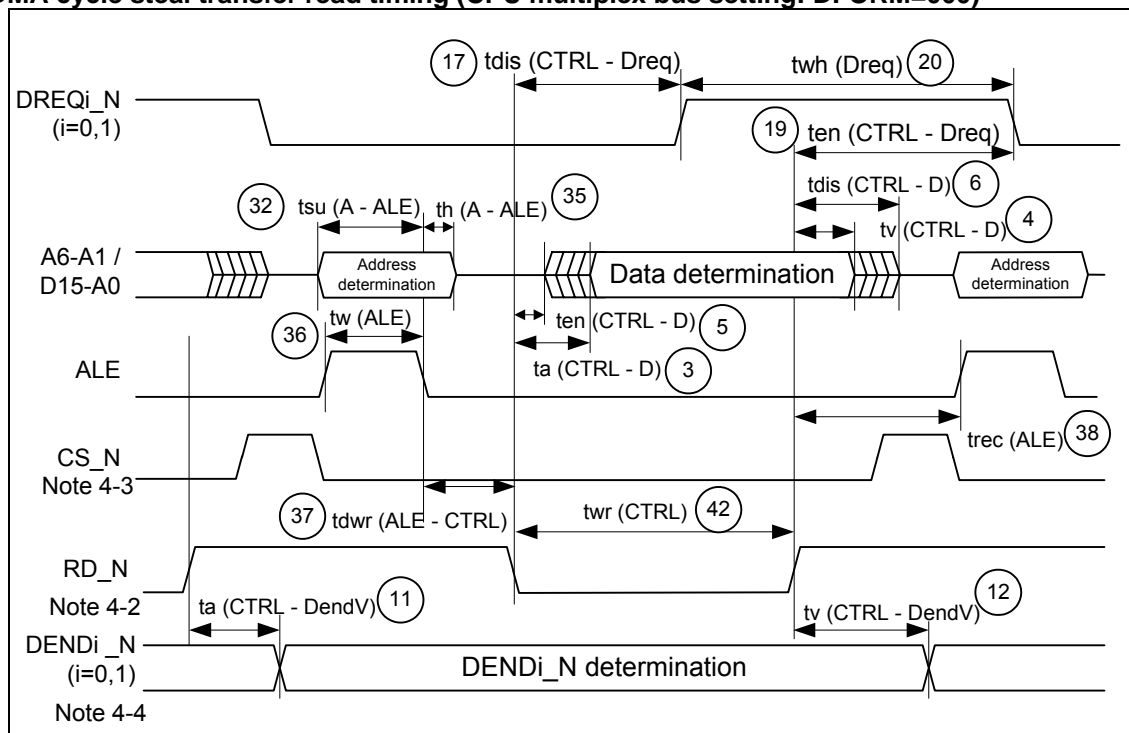 DMA cycle steal transfer read timing (CPU multiplex bus setting: DFORM=000)
17 tdis (CTRL - Dreq)
twh (Dreq) 20
DREQi_N
(i=0,1)
19 ten (CTRL - Dreq)
tdis (CTRL - D) 6
32 tsu (A - ALE)
th (A - ALE) 35
tv (CTRL - D) 4
A6-A1 /
D15-A0
Address
determination
Data determination
Address
determination
36 tw (ALE)
ten (CTRL - D) 5
ta (CTRL - D) 3
ALE
trec (ALE) 38
CS_N
Note 4-3
37 tdwr (ALE - CTRL)
twr (CTRL) 42
RD_N
Note 4-2
ta (CTRL - DendV) 11
tv (CTRL - DendV) 12
DENDi _N
(i=0,1)
DENDi_N determination
Note 4-4